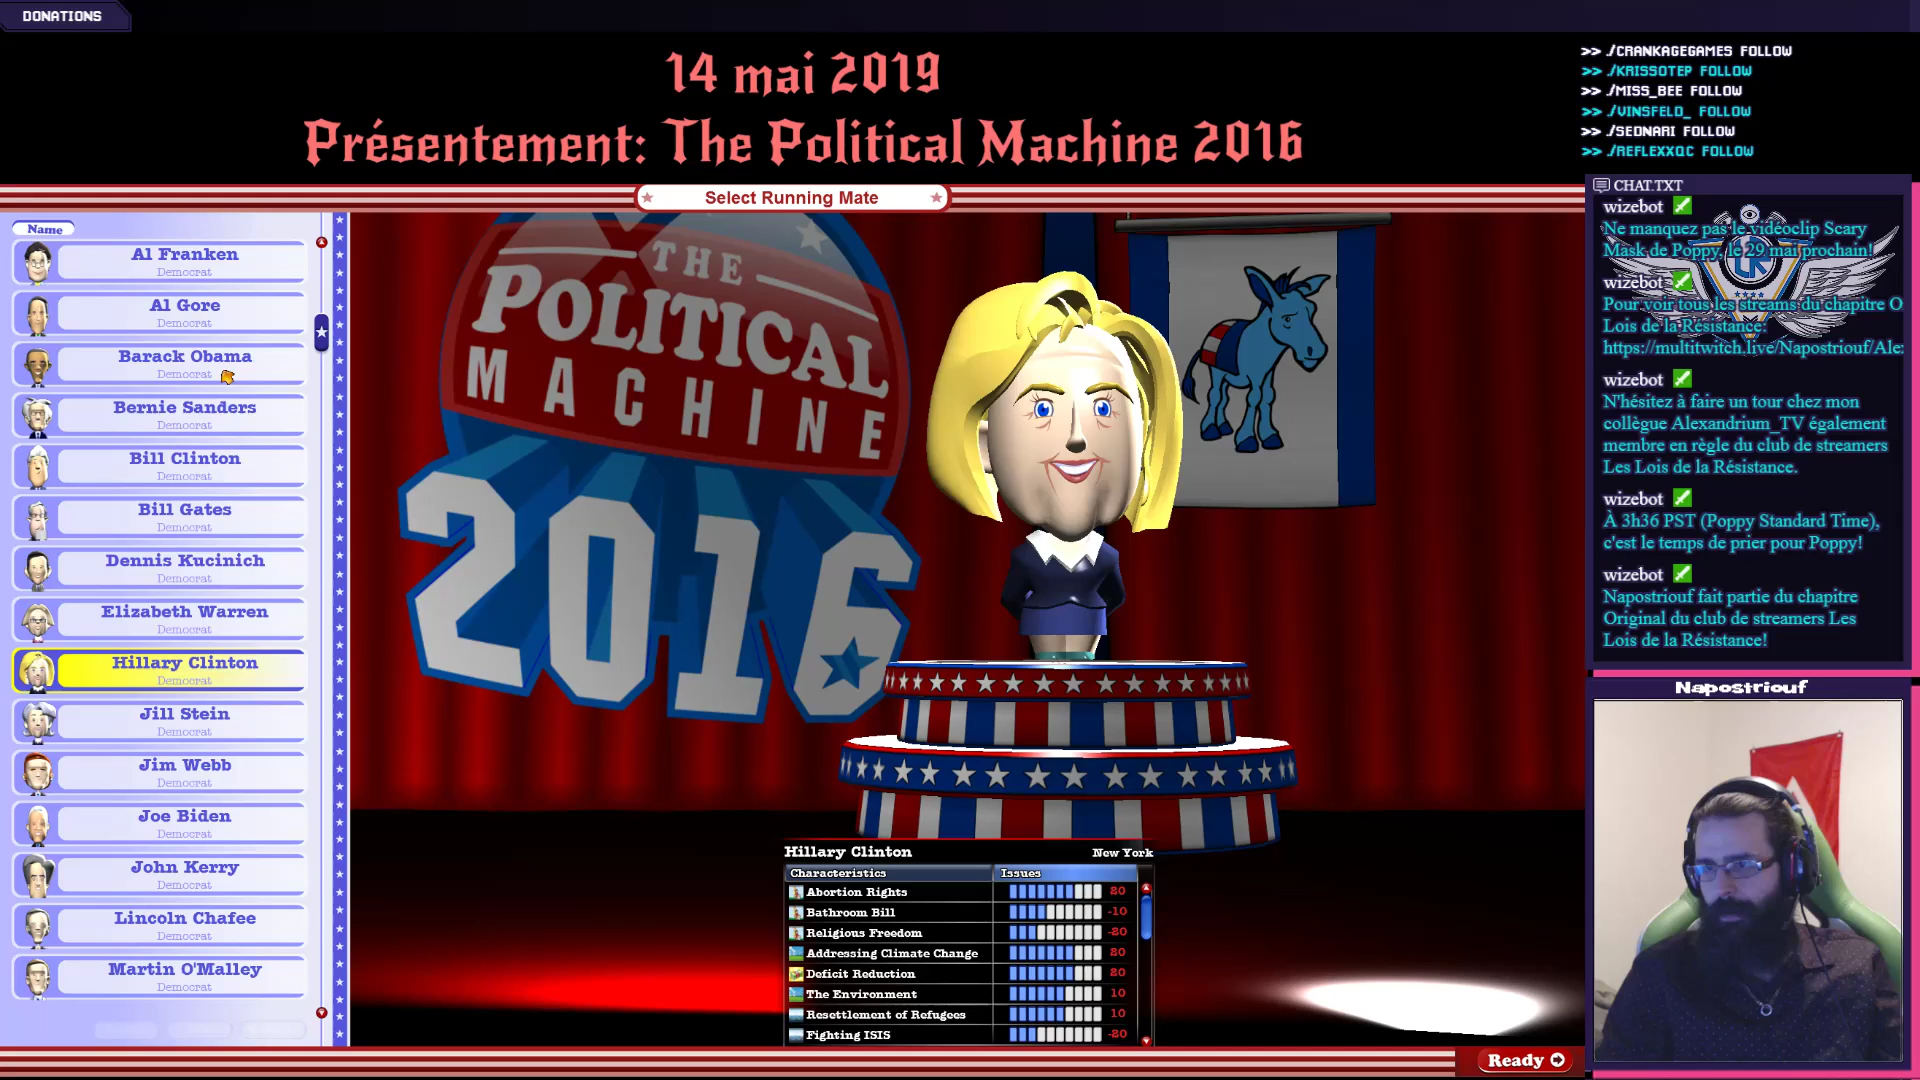 DONATIONS
14 mai 2019
Présentement: The Political Machine 2016
>> ./CRANKAGEGAMES FOLLOW
>> ./KRISSOTEP FOLLOW
>> ./MISS_BEE FOLLOW
>> ./VINSFELD_ FOLLOW
>> ./SEDNARI FOLLOW
>> ./REFLEXXQC FOLLOW
Select Running Mate
Name
Al Franken
Democrat
Al Gore
Democrat
Barack Obama
Democrat
Bernie Sanders
Democrat
Bill Clinton
Democrat
Bill Gates
Democrat
Dennis Kucinich
Democrat
Elizabeth Warren
Democrat
Hillary Clinton
Democrat
Jill Stein
Democrat
Jim Webb
Democrat
Joe Biden
Democrat
John Kerry
Democrat
Lincoln Chafee
Democrat
Martin O'Malley
Democrat
THE
POLITICAL
MACHINE
2016
Hillary Clinton New York
Characteristics Issues
Abortion Rights 20
Bathroom Bill -10
Religious Freedom -20
Addressing Climate Change 20
Deficit Reduction 20
The Environment 10
Resettlement of Refugees 10
Fighting ISIS -20
Ready
CHAT.TXT
wizebot
Ne manquez pas le vidéoclip Scary
Mask de Poppy, le 29 mai prochain!
wizebot
Pour voir tous les streams du chapitre O
Lois de la Résistance:
https://multitwitch.live/Napostriouf/Ale
wizebot
N'hésitez à faire un tour chez mon
collègue Alexandrium_TV également
membre en règle du club de streamers
Les Lois de la Résistance.
wizebot
À 3h36 PST (Poppy Standard Time),
c'est le temps de prier pour Poppy!
wizebot
Napostriouf fait partie du chapitre
Original du club de streamers Les
Lois de la Résistance!
Napostriouf